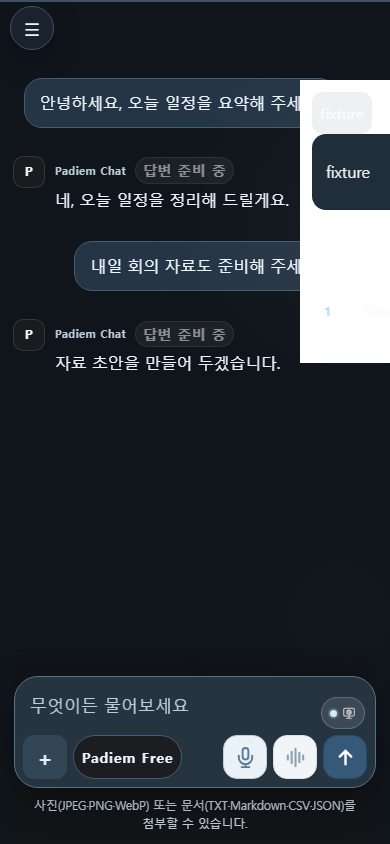 안녕하세요, 오늘 일정을 요약해 주세
fixture
fixture
P
Padiem Chat 답변 준비 중
네, 오늘 일정을 정리해 드릴게요.
내일 회의 자료도 준비해 주세
1
P
Padiem Chat 답변 준비 중
자료 초안을 만들어 두겠습니다.
무엇이든 물어보세요
+ Padiem Free
사진(JPEG·PNG·WebP) 또는 문서(TXT·Markdown·CSV·JSON)를
첨부할 수 있습니다.